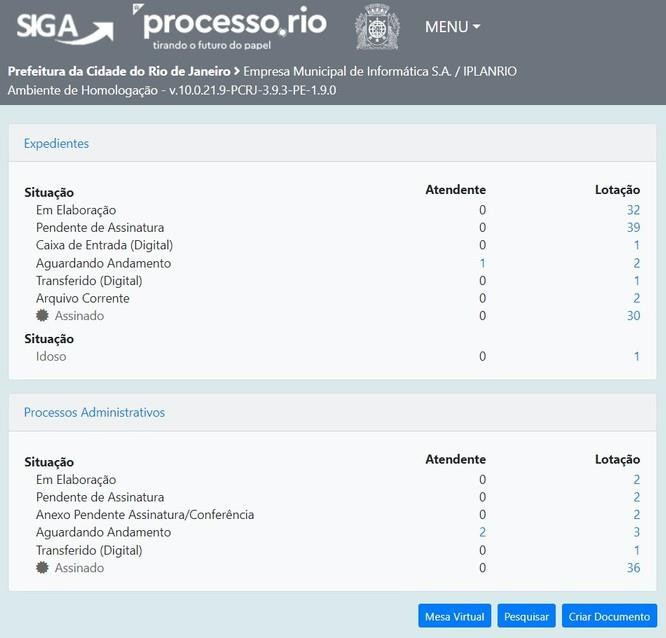 SIGA processo.rio MENU
tirando o futuro do papel
Prefeitura da Cidade do Rio de Janeiro > Empresa Municipal de Informática S.A. / IPLANRIO
Ambiente de Homologação - v.10.0.21.9-PCRJ-3.9.3-PE-1.9.0
Expedientes
Situação Atendente Lotação
Em Elaboração 0 32
Pendente de Assinatura 0 39
Caixa de Entrada (Digital) 0 1
Aguardando Andamento 1 2
Transferido (Digital) 0 1
Arquivo Corrente 0 2
Assinado 0 30
Situação
Idoso 0 1
Processos Administrativos
Situação Atendente Lotação
Em Elaboração 0 2
Pendente de Assinatura 0 2
Anexo Pendente Assinatura/Conferência 0 2
Aguardando Andamento 2 3
Transferido (Digital) 0 1
Assinado 0 36
Mesa Virtual Pesquisar Criar Documento